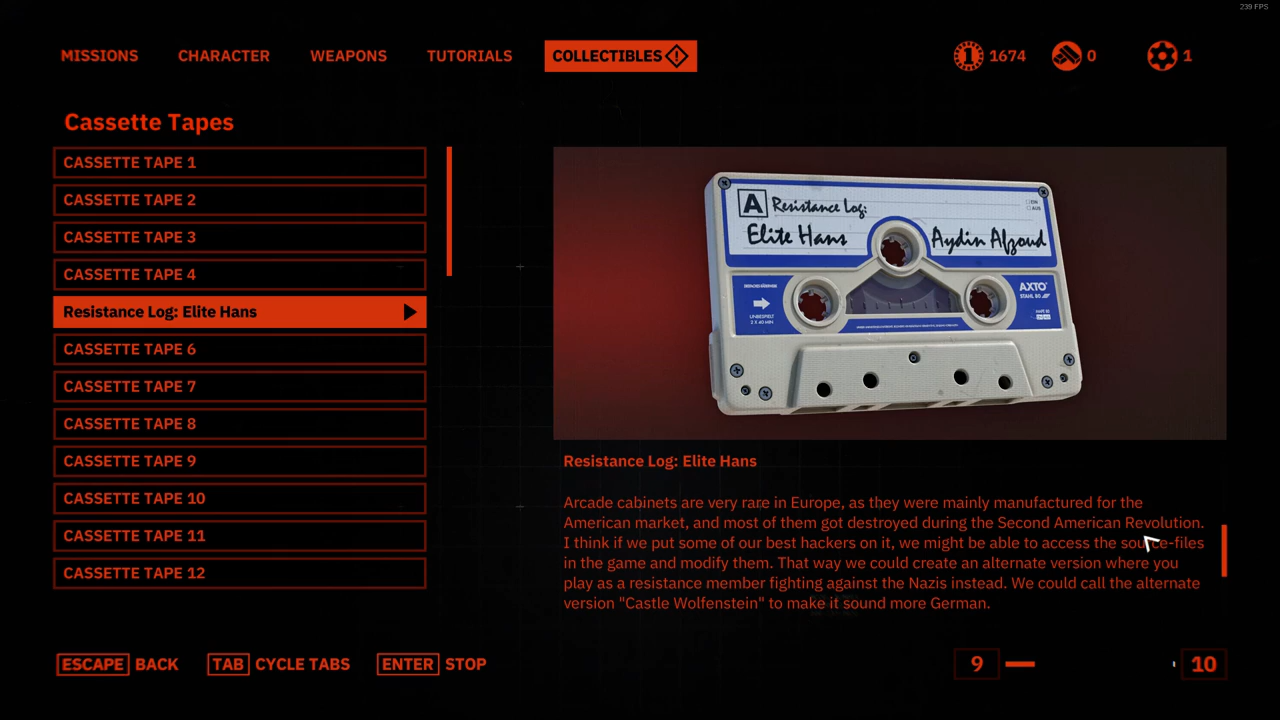 239 FPS
MISSIONS CHARACTER WEAPONS TUTORIALS COLLECTIBLES 1674 0 1
Cassette Tapes
CASSETTE TAPE 1
CASSETTE TAPE 2
CASSETTE TAPE 3
CASSETTE TAPE 4
Resistance Log: Elite Hans
CASSETTE TAPE 6
CASSETTE TAPE 7
CASSETTE TAPE 8
CASSETTE TAPE 9
CASSETTE TAPE 10
CASSETTE TAPE 11
CASSETTE TAPE 12
A Resistance Log:
Elite Hans Aydin Afzoud
AXTO
STAHL 80
UNBESPIELT
2 X 40 MIN
Resistance Log: Elite Hans
Arcade cabinets are very rare in Europe, as they were mainly manufactured for the
American market, and most of them got destroyed during the Second American Revolution.
I think if we put some of our best hackers on it, we might be able to access the source-files
in the game and modify them. That way we could create an alternate version where you
play as a resistance member fighting against the Nazis instead. We could call the alternate
version "Castle Wolfenstein" to make it sound more German.
ESCAPE BACK TAB CYCLE TABS ENTER STOP
9 10